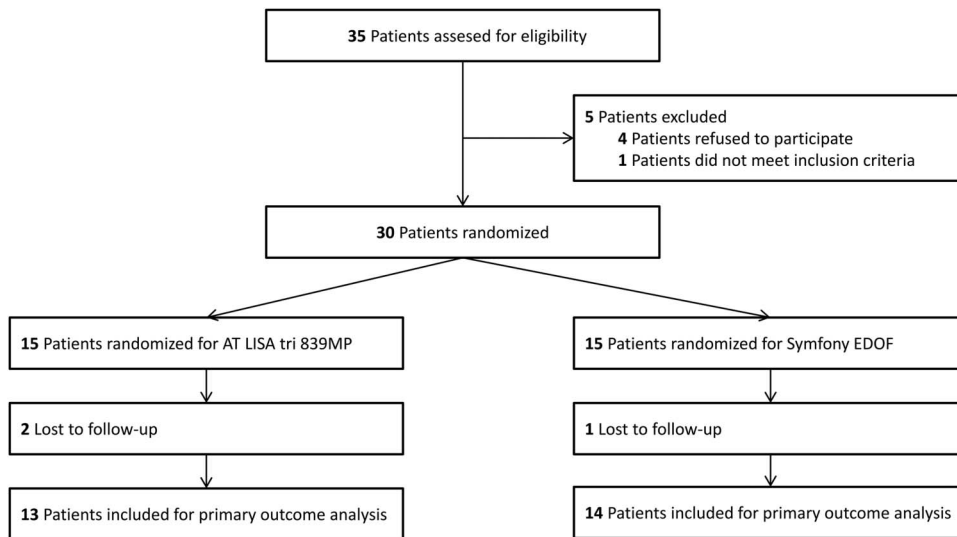 35 Patients assesed for eligibility
5 Patients excluded
4 Patients refused to participate
1 Patients did not meet inclusion criteria
30 Patients randomized
15 Patients randomized for AT LISA tri 839MP
15 Patients randomized for Symfony EDOF
2 Lost to follow-up
1 Lost to follow-up
13 Patients included for primary outcome analysis
14 Patients included for primary outcome analysis